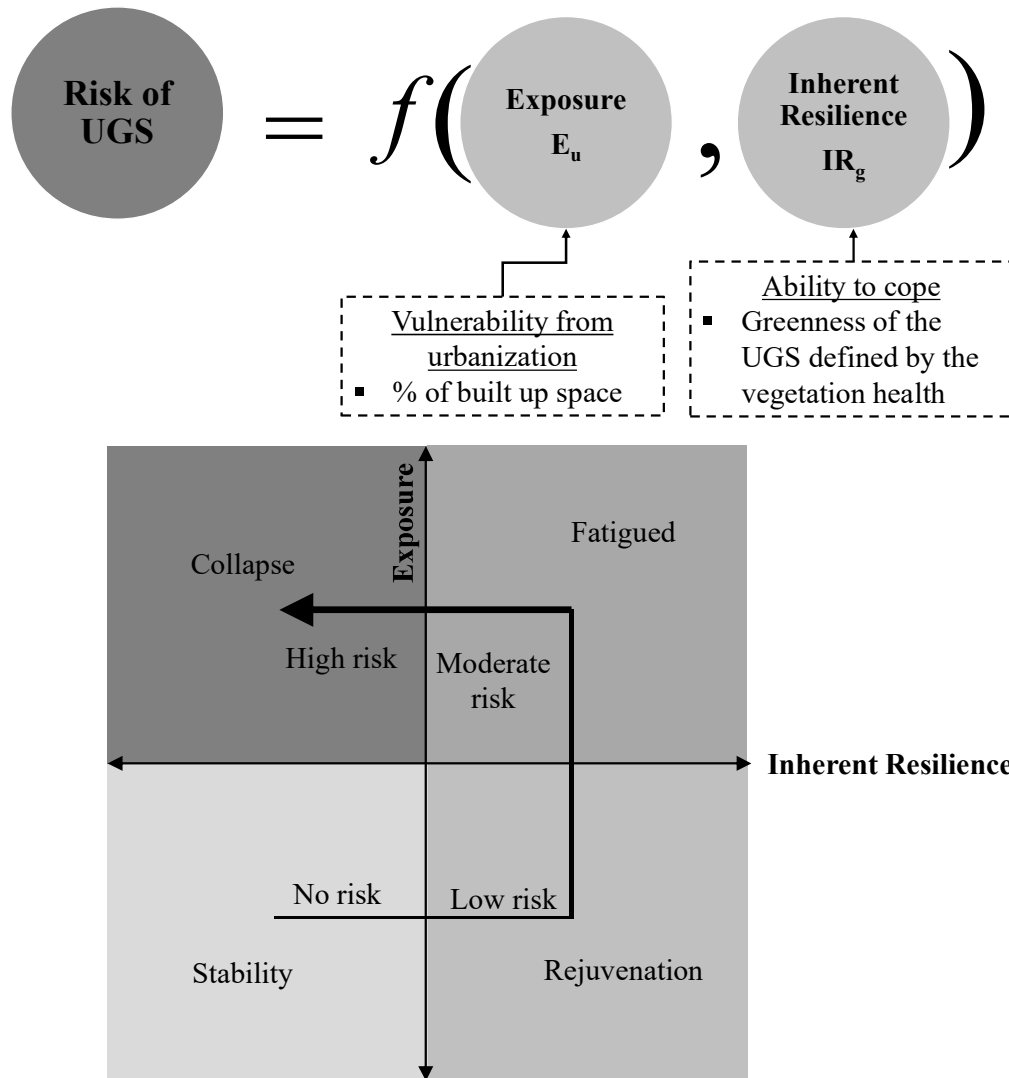 Risk of
UGS
= f(
Exposure
E_u
,
Inherent
Resilience
IR_g
)
Vulnerability from
urbanization
▪ % of built up space
Ability to cope
▪ Greenness of the
UGS defined by the
vegetation health
Exposure
Collapse
Fatigued
High risk
Moderate
risk
Inherent Resilience
No risk
Low risk
Stability
Rejuvenation